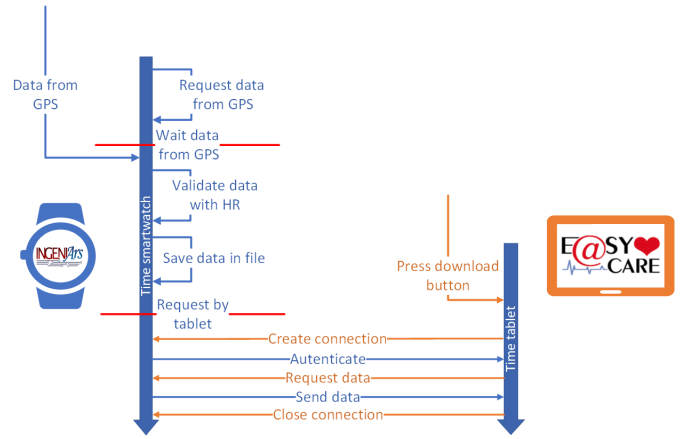 Data from
GPS
Request data
from GPS
Wait data
from GPS
Validate data
with HR
Time smartwatch
INGENIArs
Save data in file
Request by
tablet
Press download
button
E@SY
CARE
Time tablet
Create connection
Autenticate
Request data
Send data
Close connection